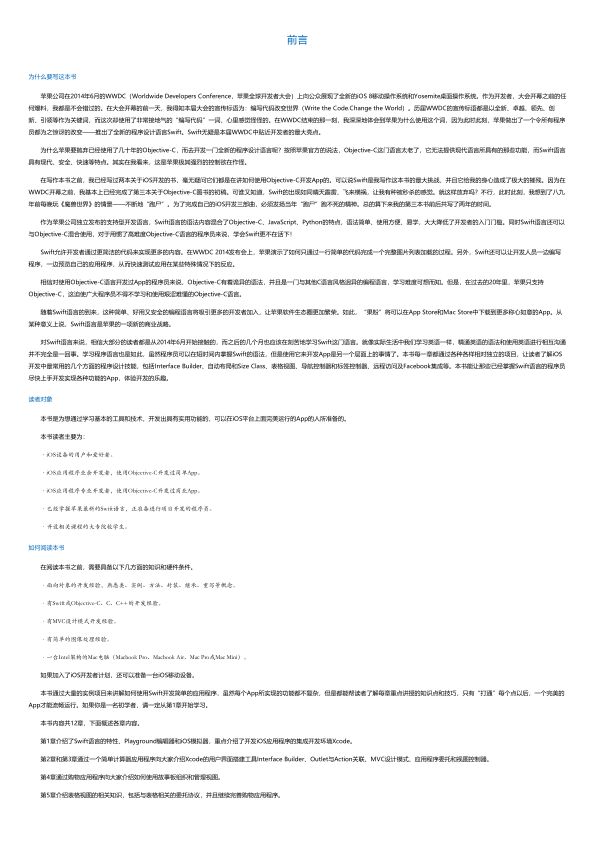 前言
为什么要写这本书
苹果公司在2014年6月的WWDC（Worldwide Developers Conference，苹果全球开发者大会）上向公众展现了全新的iOS 8移动操作系统和Yosemite桌面操作系统。作为开发者，大会开幕之前的任
何爆料，我都是不会错过的。在大会开幕的前一天，我得知本届大会的宣传标语为：编写代码改变世界（Write the Code.Change the World）。历届WWDC的宣传标语都是以全新、卓越、领先、创
新、引领等作为关键词，而这次却使用了非常接地气的“编写代码”一词，心里感觉怪怪的。在WWDC结束的那一刻，我深深地体会到苹果为什么使用这个词，因为此时此刻，苹果做出了一个令所有程序
员都为之惊讶的改变——推出了全新的程序设计语言Swift。Swift无疑是本届WWDC中贴近开发者的最大亮点。
为什么苹果要抛弃已经使用了几十年的Objective-C，而去开发一门全新的程序设计语言呢？按照苹果官方的说法，Objective-C这门语言太老了，它无法提供现代语言所具有的那些功能，而Swift语言
具有现代、安全、快速等特点。其实在我看来，这是苹果极其强烈的控制欲在作怪。
在写作本书之前，我已经写过两本关于iOS开发的书，毫无疑问它们都是在讲如何使用Objective-C开发App的。可以说Swift是我写作这本书的最大挑战，并且它给我的身心造成了极大的摧残。因为在
WWDC开幕之前，我基本上已经完成了第三本关于Objective-C图书的初稿。可谁又知道，Swift的出现如同晴天霹雳，飞来横祸，让我有种被秒杀的感觉。就这样放弃吗？不行，此时此刻，我想到了八九
年前每晚玩《魔兽世界》的情景——不断地“跑尸”。为了完成自己的iOS开发三部曲，必须发扬当年“跑尸”跑不死的精神。总的算下来我的第三本书前后共写了两年的时间。
作为苹果公司独立发布的支持型开发语言，Swift语言的语法内容混合了Objective-C、JavaScript、Python的特点，语法简单、使用方便、易学，大大降低了开发者的入门门槛。同时Swift语言还可以
与Objective-C混合使用，对于用惯了高难度Objective-C语言的程序员来说，学会Swift更不在话下！
Swift允许开发者通过更简洁的代码来实现更多的内容。在WWDC 2014发布会上，苹果演示了如何只通过一行简单的代码完成一个完整图片列表加载的过程。另外，Swift还可以让开发人员一边编写
程序，一边预览自己的应用程序，从而快速测试应用在某些特殊情况下的反应。
相信对使用Objective-C语言开发过App的程序员来说，Objective-C有着诡异的语法，并且是一门与其他C语言风格迥异的编程语言，学习难度可想而知。但是，在过去的20年里，苹果只支持
Objective-C，这迫使广大程序员不得不学习和使用艰涩难懂的Objective-C语言。
随着Swift语言的到来，这种简单、好用又安全的编程语言将吸引更多的开发者加入，让苹果软件生态圈更加繁荣。如此，“果粉”将可以在App Store和Mac Store中下载到更多称心如意的App。从
某种意义上说，Swift语言是苹果的一项新的商业战略。
对Swift语言来说，相信大部分的读者都是从2014年6月开始接触的，而之后的几个月也应该在刻苦地学习Swift这门语言。就像实际生活中我们学习英语一样，精通英语的语法和使用英语进行相互沟通
并不完全是一回事。学习程序语言也是如此，虽然程序员可以在短时间内掌握Swift的语法，但是使用它来开发App是另一个层面上的事情了。本书每一章都通过各种各样相对独立的项目，让读者了解iOS
开发中最常用的几个方面的程序设计技能，包括Interface Builder、自动布局和Size Class、表格视图、导航控制器和标签控制器、远程访问及Facebook集成等。本书能让那些已经掌握Swift语言的程序员
尽快上手开发实现各种功能的App，体验开发的乐趣。
读者对象
本书是为想通过学习基本的工具和技术，开发出具有实用功能的，可以在iOS平台上面完美运行的App的人所准备的。
本书读者主要为：
· iOS设备的用户和爱好者。
· iOS应用程序业余开发者，使用Objective-C开发过简单App。
· iOS应用程序专业开发者，使用Objective-C开发过商业App。
· 已经掌握苹果最新的Swift语言，正在备进行项目开发的程序员。
· 开设相关课程的大专院校学生。
如何阅读本书
在阅读本书之前，需要具备以下几方面的知识和硬件条件。
· 面向对象的开发经验，熟悉类、实例、方法、封装、继承、重写等概念。
· 有Swift或Objective-C、C、C++的开发经验。
· 有MVC设计模式开发经验。
· 有简单的图像处理经验。
· 一台Intel架构的Mac电脑（Macbook Pro、Macbook Air、Mac Pro或Mac Mini）。
如果加入了iOS开发者计划，还可以准备一台iOS移动设备。
本书通过大量的实例项目来讲解如何使用Swift开发简单的应用程序，虽然每个App所实现的功能都不复杂，但是都能帮读者了解每章重点讲授的知识点和技巧，只有“打通”每个点以后，一个完美的
App才能流畅运行。如果你是一名初学者，请一定从第1章开始学习。
本书内容共12章，下面概述各章内容。
第1章介绍了Swift语言的特性，Playground编辑器和iOS模拟器，重点介绍了开发iOS应用程序的集成开发环境Xcode。
第2章和第3章通过一个简单计算器应用程序向大家介绍Xcode的用户界面搭建工具Interface Builder、Outlet与Action关联、MVC设计模式、应用程序委托和视图控制器。
第4章通过购物应用程序向大家介绍如何使用故事板组织和管理视图。
第5章介绍表格视图的相关知识，包括与表格相关的委托协议，并且继续完善购物应用程序。